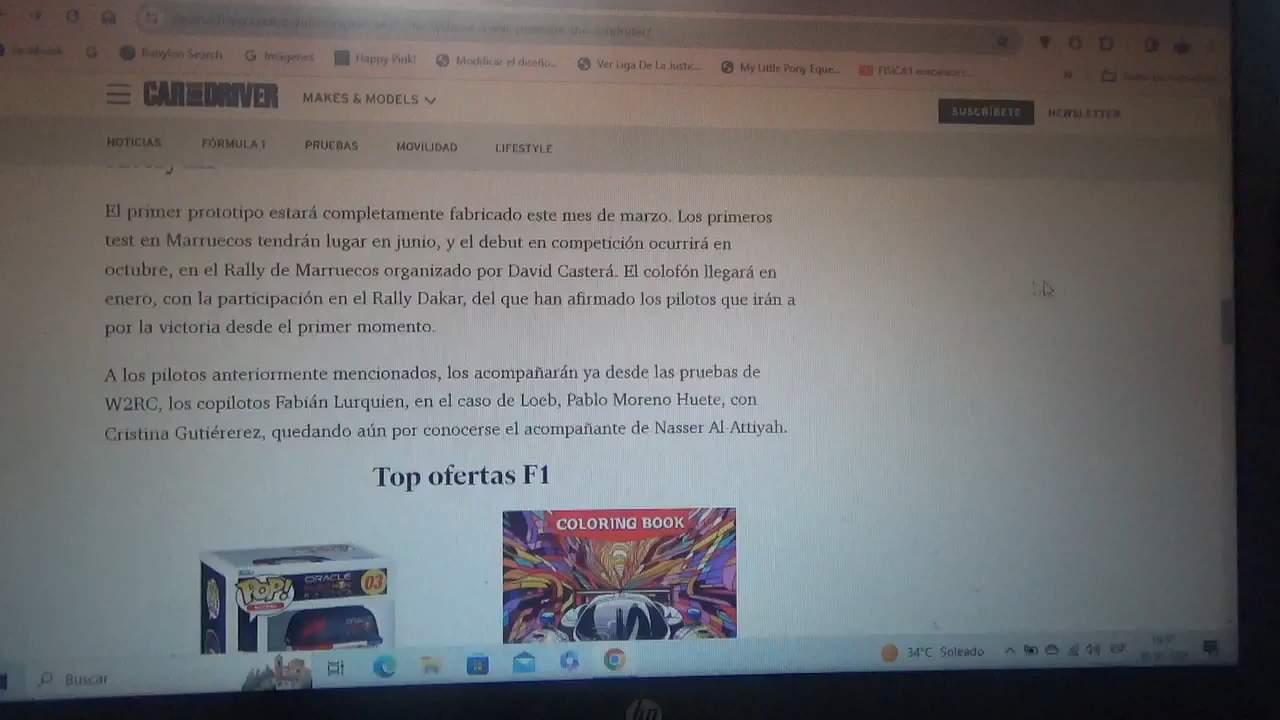 Facebook
G
Babylon Search
Imágenes
Happy Pink!
Modificar el diseño...
Ver Liga De La Justic...
My Little Pony Eque...
CAR AND DRIVER
MAKES & MODELS
SUSCRÍBETE
NEWSLETTER
NOTICIAS
FÓRMULA 1
PRUEBAS
MOVILIDAD
LIFESTYLE
El primer prototipo estará completamente fabricado este mes de marzo. Los primeros
test en Marruecos tendrán lugar en junio, y el debut en competición ocurrirá en
octubre, en el Rally de Marruecos organizado por David Casterá. El colofón llegará en
enero, con la participación en el Rally Dakar, del que han afirmado los pilotos que irán a
por la victoria desde el primer momento.
A los pilotos anteriormente mencionados, los acompañarán ya desde las pruebas de
W2RC, los copilotos Fabián Lurquien, en el caso de Loeb, Pablo Moreno Huete, con
Cristina Gutiérerez, quedando aún por conocerse el acompañante de Nasser Al-Attiyah.
Top ofertas F1
POP!
ORACLE
03
COLORING BOOK
Buscar
34°C Soleado
ESP
hp